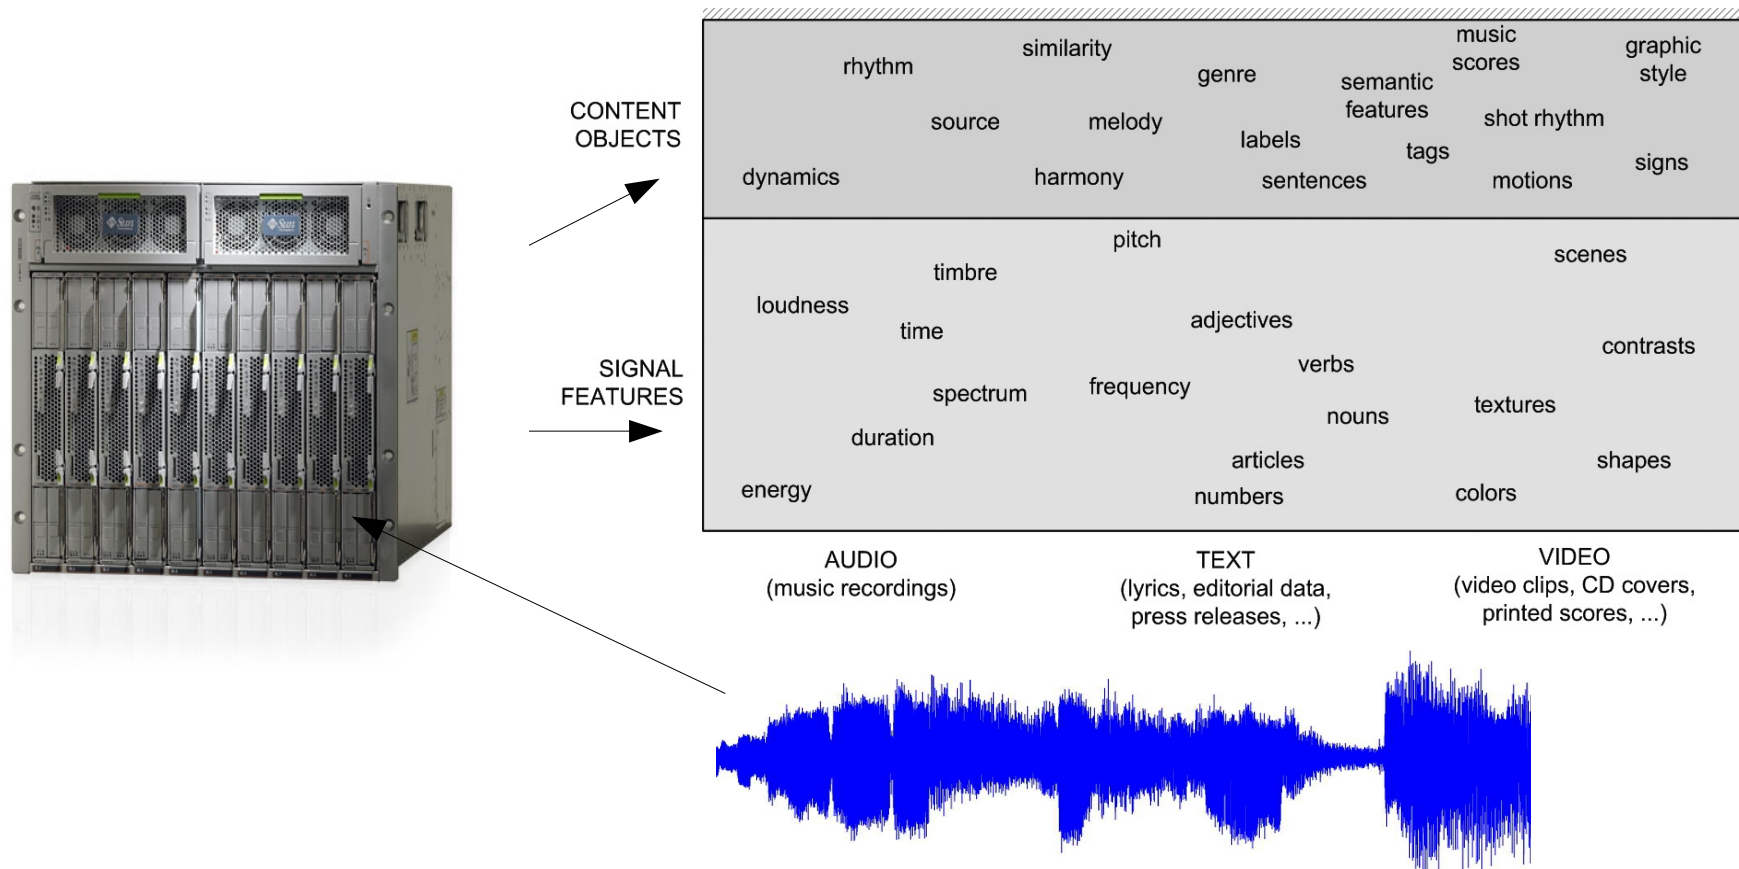 CONTENT
OBJECTS
rhythm
similarity
genre
semantic
features
music
scores
graphic
style
source
melody
labels
tags
shot rhythm
signs
dynamics
harmony
sentences
motions
SIGNAL
FEATURES
pitch
scenes
timbre
loudness
time
adjectives
verbs
contrasts
spectrum
frequency
nouns
textures
duration
articles
shapes
energy
numbers
colors
AUDIO
(music recordings)
TEXT
(lyrics, editorial data,
press releases, ...)
VIDEO
(video clips, CD covers,
printed scores, ...)
Sun
Sun